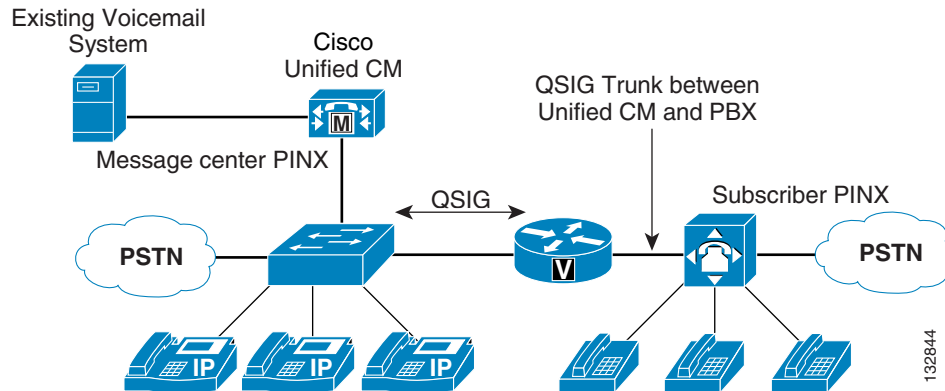 Existing Voicemail
System
Cisco
Unified CM
M
QSIG Trunk between
Unified CM and PBX
Message center PINX
QSIG
Subscriber PINX
PSTN
V
PSTN
IP
IP
IP
132844